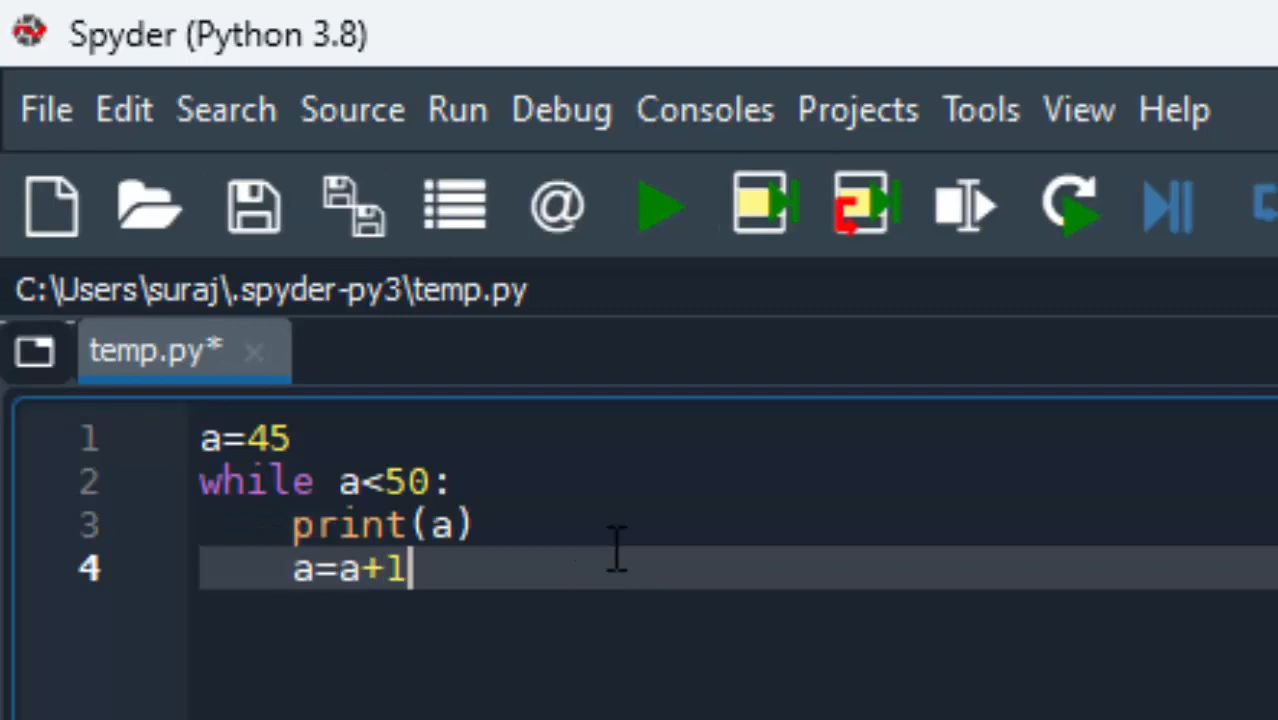 Spyder (Python 3.8)
File Edit Search Source Run Debug Consoles Projects Tools View Help
@
C:\Users\suraj\.spyder-py3\temp.py
temp.py*
1 a=45
2 while a<50:
3     print(a)
4     a=a+1